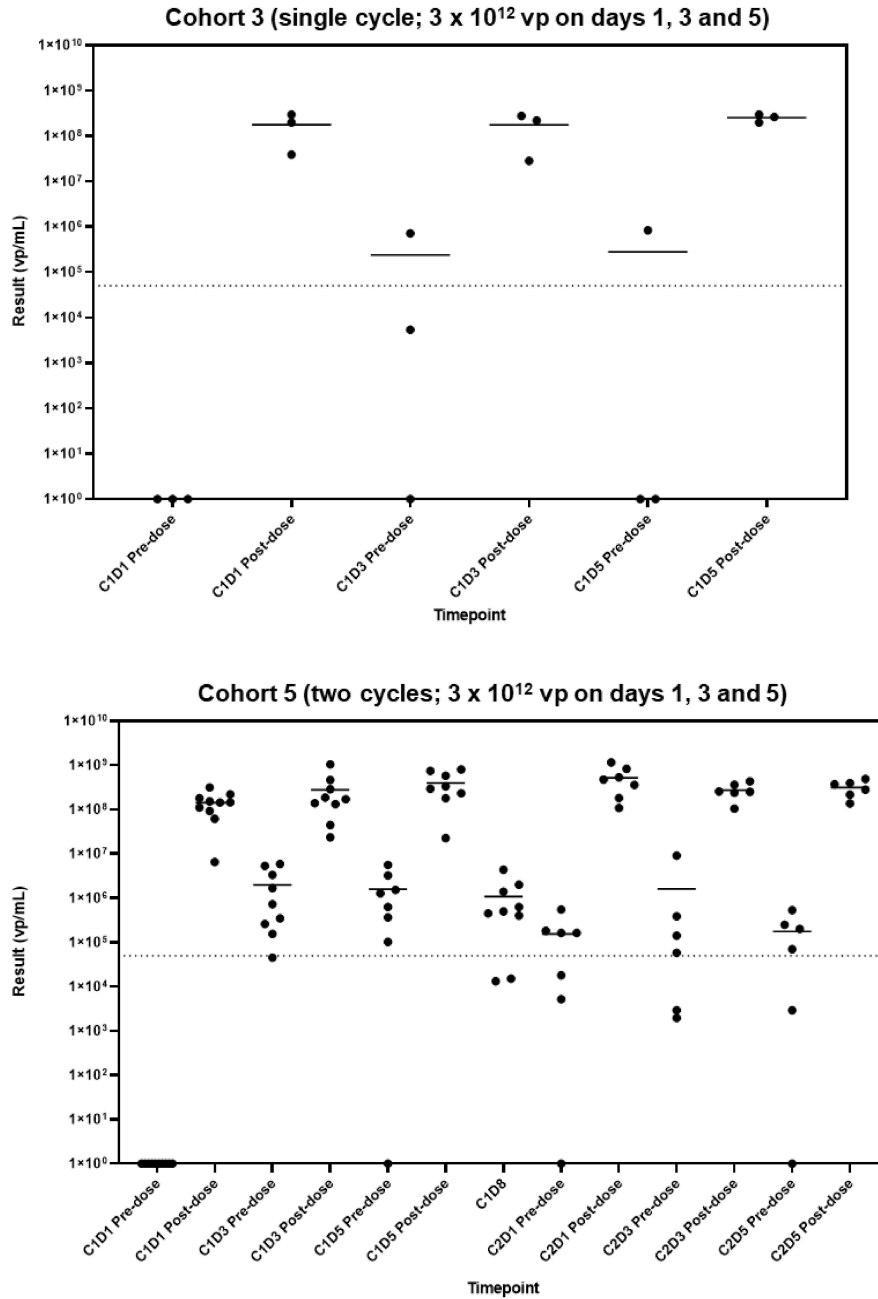 Cohort 3 (single cycle; 3 x 10¹² vp on days 1, 3 and 5)
1×10¹⁰
1×10⁹
1×10⁸
1×10⁷
1×10⁶
1×10⁵
1×10⁴
1×10³
1×10²
1×10¹
1×10⁰
Result (vp/mL)
C1D1 Pre-dose
C1D1 Post-dose
C1D3 Pre-dose
C1D3 Post-dose
C1D5 Pre-dose
C1D5 Post-dose
Timepoint
Cohort 5 (two cycles; 3 x 10¹² vp on days 1, 3 and 5)
1×10¹⁰
1×10⁹
1×10⁸
1×10⁷
1×10⁶
1×10⁵
1×10⁴
1×10³
1×10²
1×10¹
1×10⁰
Result (vp/mL)
C1D1 Pre-dose
C1D1 Post-dose
C1D3 Pre-dose
C1D3 Post-dose
C1D5 Pre-dose
C1D5 Post-dose
C1D8
C2D1 Pre-dose
C2D1 Post-dose
C2D3 Pre-dose
C2D3 Post-dose
C2D5 Pre-dose
C2D5 Post-dose
Timepoint